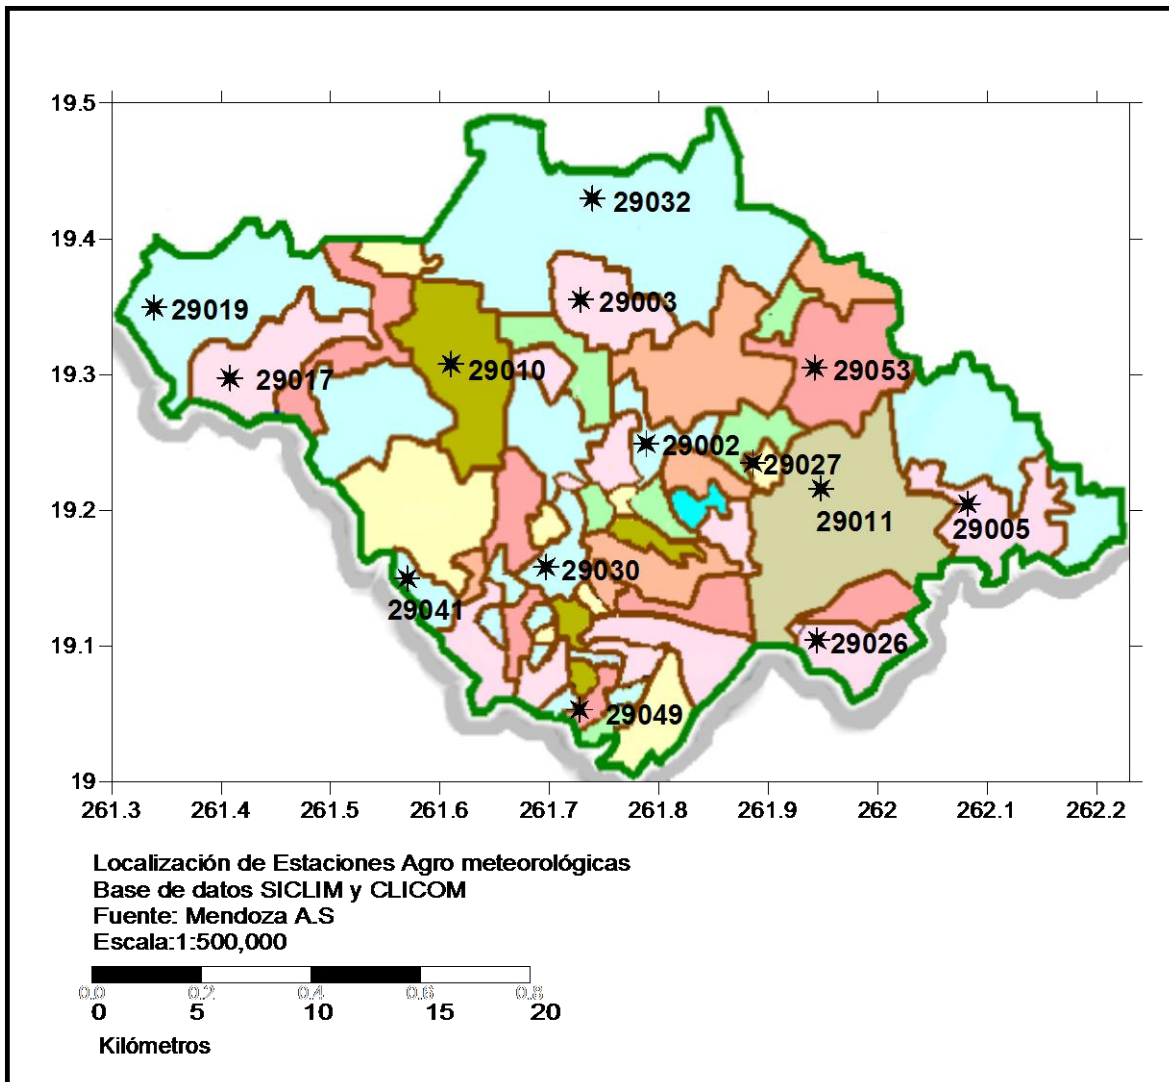 19.5
29032
19.4
29019
29003
29010
29053
19.3
29017
29002
29027
29011
29005
19.2
29030
29041
29026
19.1
29049
19
261.3 261.4 261.5 261.6 261.7 261.8 261.9 262 262.1 262.2
Localización de Estaciones Agro meteorológicas
Base de datos SICLIM y CLICOM
Fuente: Mendoza A.S
Escala:1:500,000
0.0 0.2 0.4 0.6 0.8
0 5 10 15 20
Kilómetros